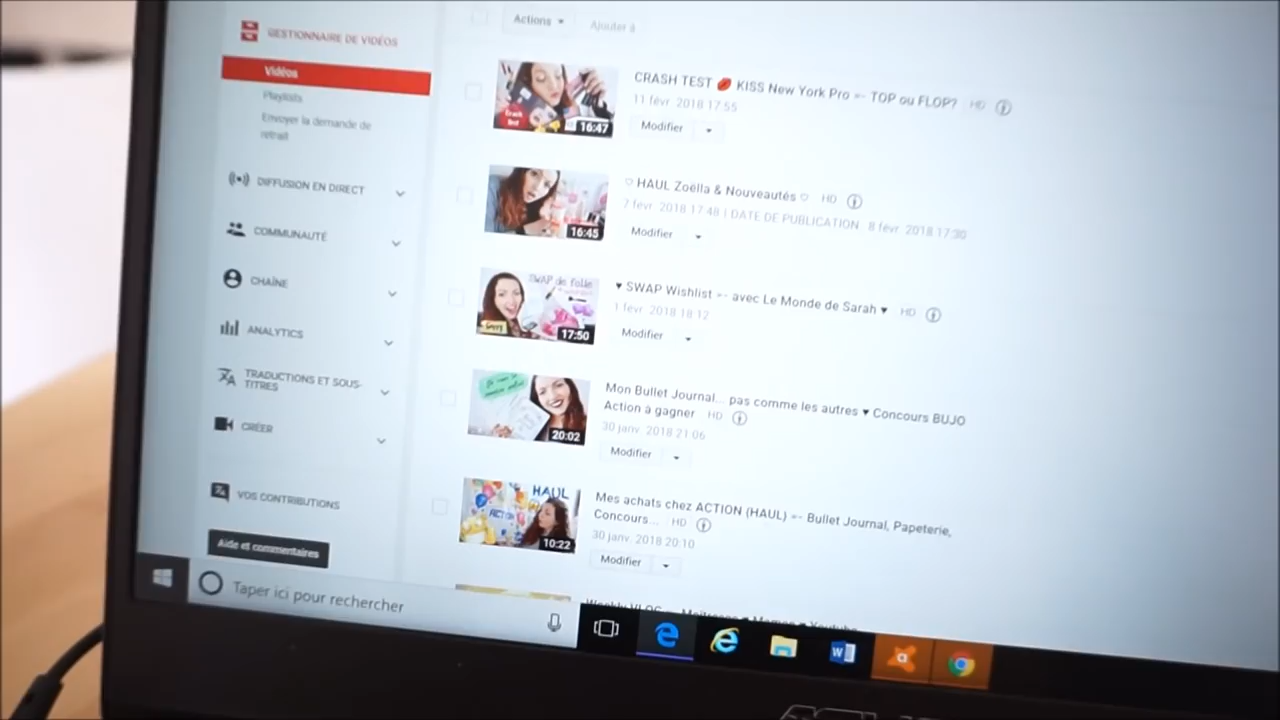 GESTIONNAIRE DE VIDÉOS
Vidéos
Playlists
Envoyer la demande de
retrait
DIFFUSION EN DIRECT
COMMUNAUTÉ
CHAÎNE
ANALYTICS
TRADUCTIONS ET SOUS-
TITRES
CRÉER
VOS CONTRIBUTIONS
Aide et commentaires
Actions
Ajouter à
16:47
CRASH TEST 💋 KISS New York Pro -- TOP ou FLOP? HD
11 févr. 2018 17:55
Modifier
16:45
♡ HAUL Zoëlla & Nouveautés ♡ HD
7 févr. 2018 17:48 | DATE DE PUBLICATION : 8 févr. 2018 17:30
Modifier
SWAP de folie
17:50
♥ SWAP Wishlist -- avec Le Monde de Sarah ♥ HD
1 févr. 2018 18:12
Modifier
20:02
Mon Bullet Journal... pas comme les autres ♥ Concours BUJO
Action à gagner HD
30 janv. 2018 21:06
Modifier
HAUL
ACTION
10:22
Mes achats chez ACTION (HAUL) -- Bullet Journal, Papeterie,
Concours... HD
30 janv. 2018 20:10
Modifier
Weekly VLOG
Taper ici pour rechercher